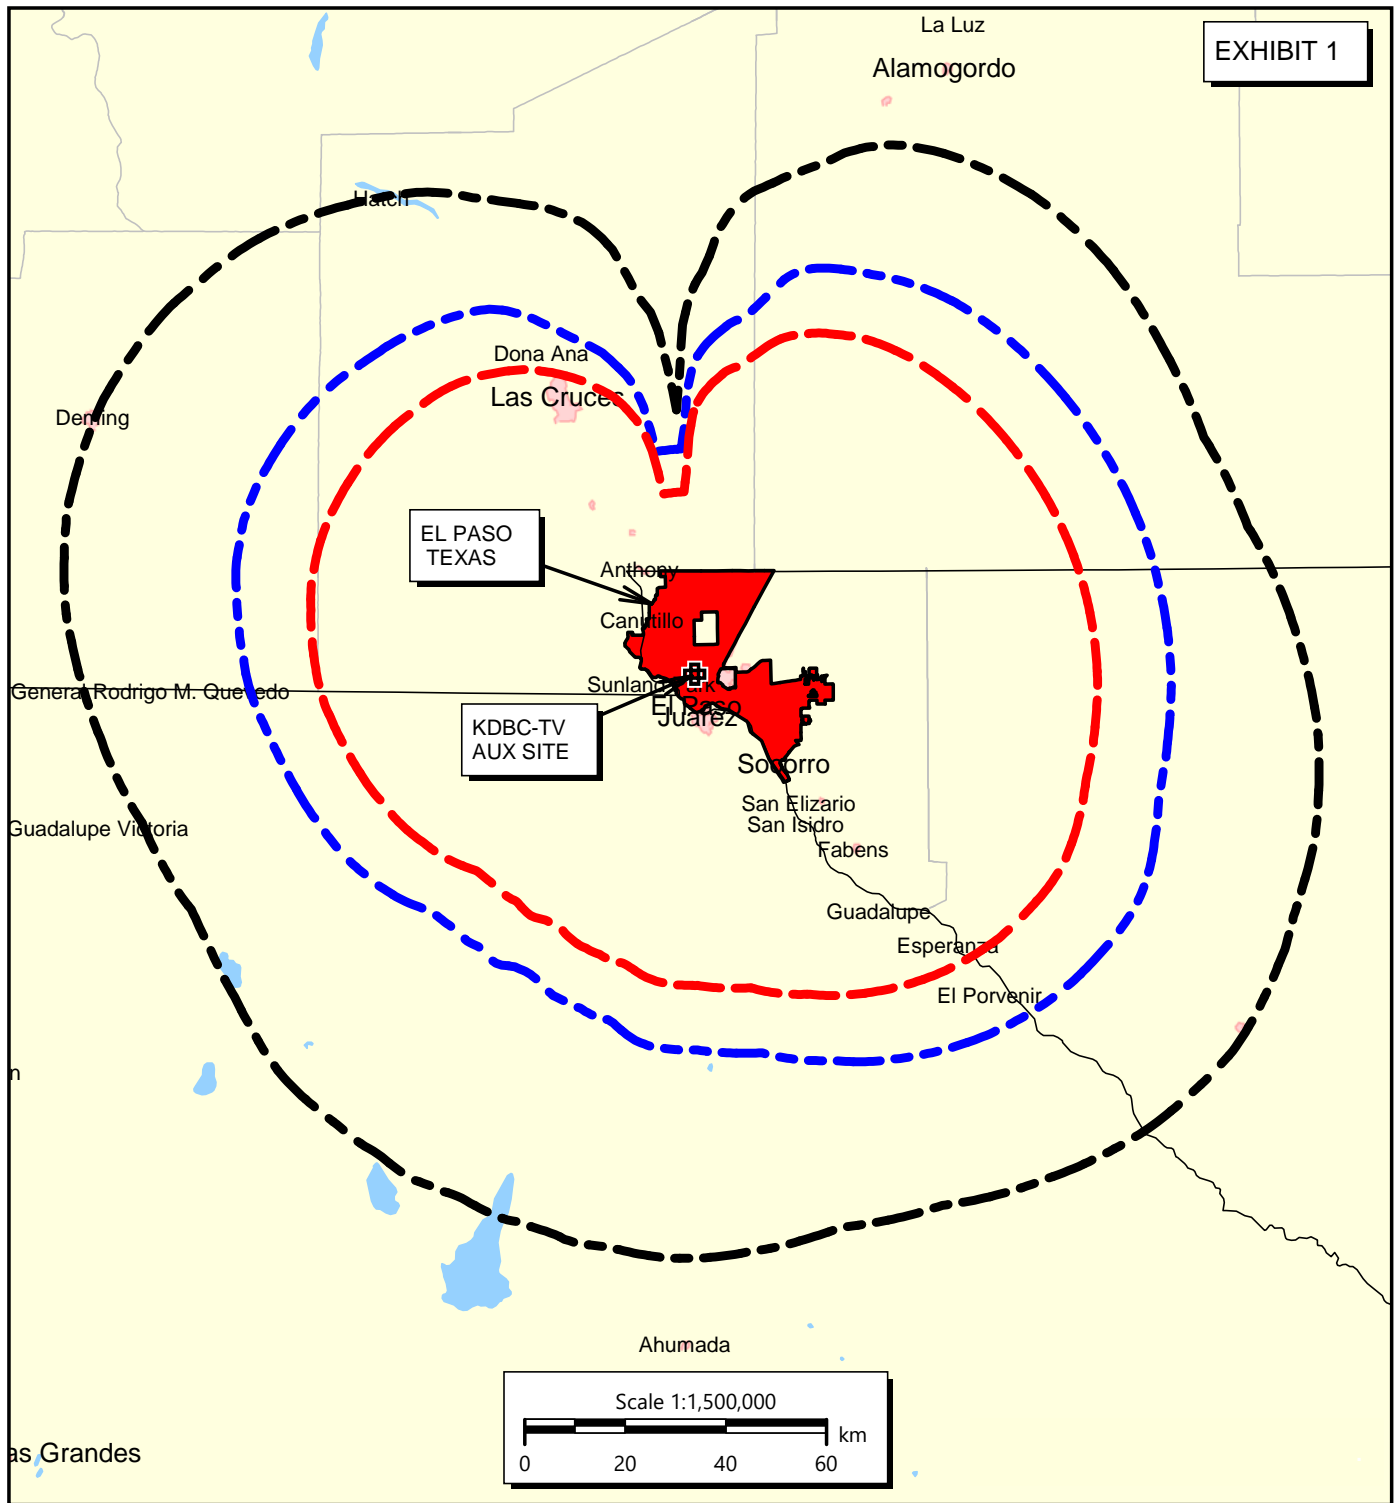 La Luz
EXHIBIT 1
Alamogordo
Hatch
Dona Ana
Las Cruces
Deming
EL PASO
TEXAS
Anthony
Canutillo
Sunland Park
General Rodrigo M. Quevedo
El Paso
Juarez
KDBC-TV
AUX SITE
Socorro
San Elizario
San Isidro
Guadalupe Victoria
Fabens
Guadalupe
Esperanza
El Porvenir
n
Ahumada
Scale 1:1,500,000
km
0 20 40 60
as Grandes